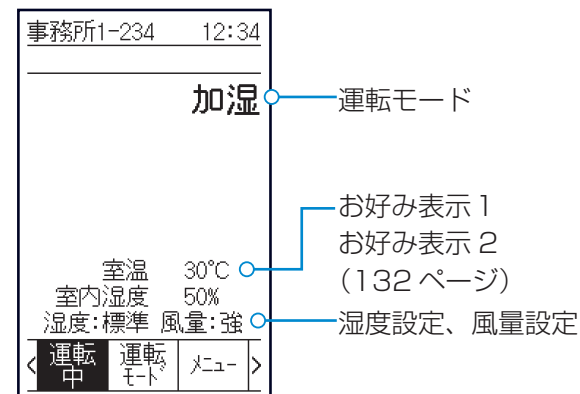 事務所1-234 12:34
加湿
運転モード
お好み表示1
お好み表示2
（132ページ）
室温 30℃
室内湿度 50%
湿度:標準 風量:強
湿度設定、風量設定
< 運転中 運転モード メニュー >